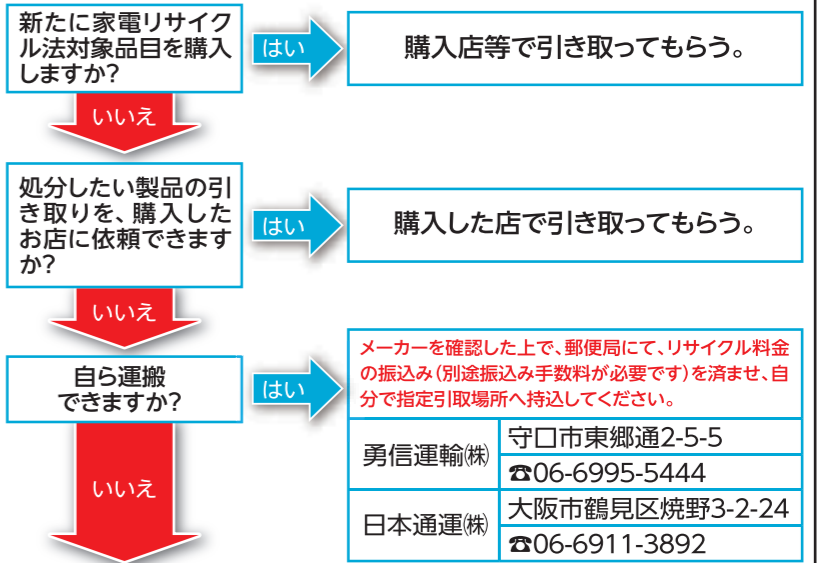 新たに家電リサイク
ル法対象品目を購入
しますか?
はい
購入店等で引き取ってもらう。
いいえ
処分したい製品の引
き取りを、購入した
お店に依頼できます
か?
はい
購入した店で引き取ってもらう。
いいえ
自ら運搬
できますか?
はい
メーカーを確認した上で、郵便局にて、リサイクル料金
の振込み(別途振込み手数料が必要です)を済ませ、自
分で指定引取場所へ持込してください。
勇信運輸㈱
守口市東郷通2-5-5
☎06-6995-5444
日本通運㈱
大阪市鶴見区焼野3-2-24
☎06-6911-3892
いいえ